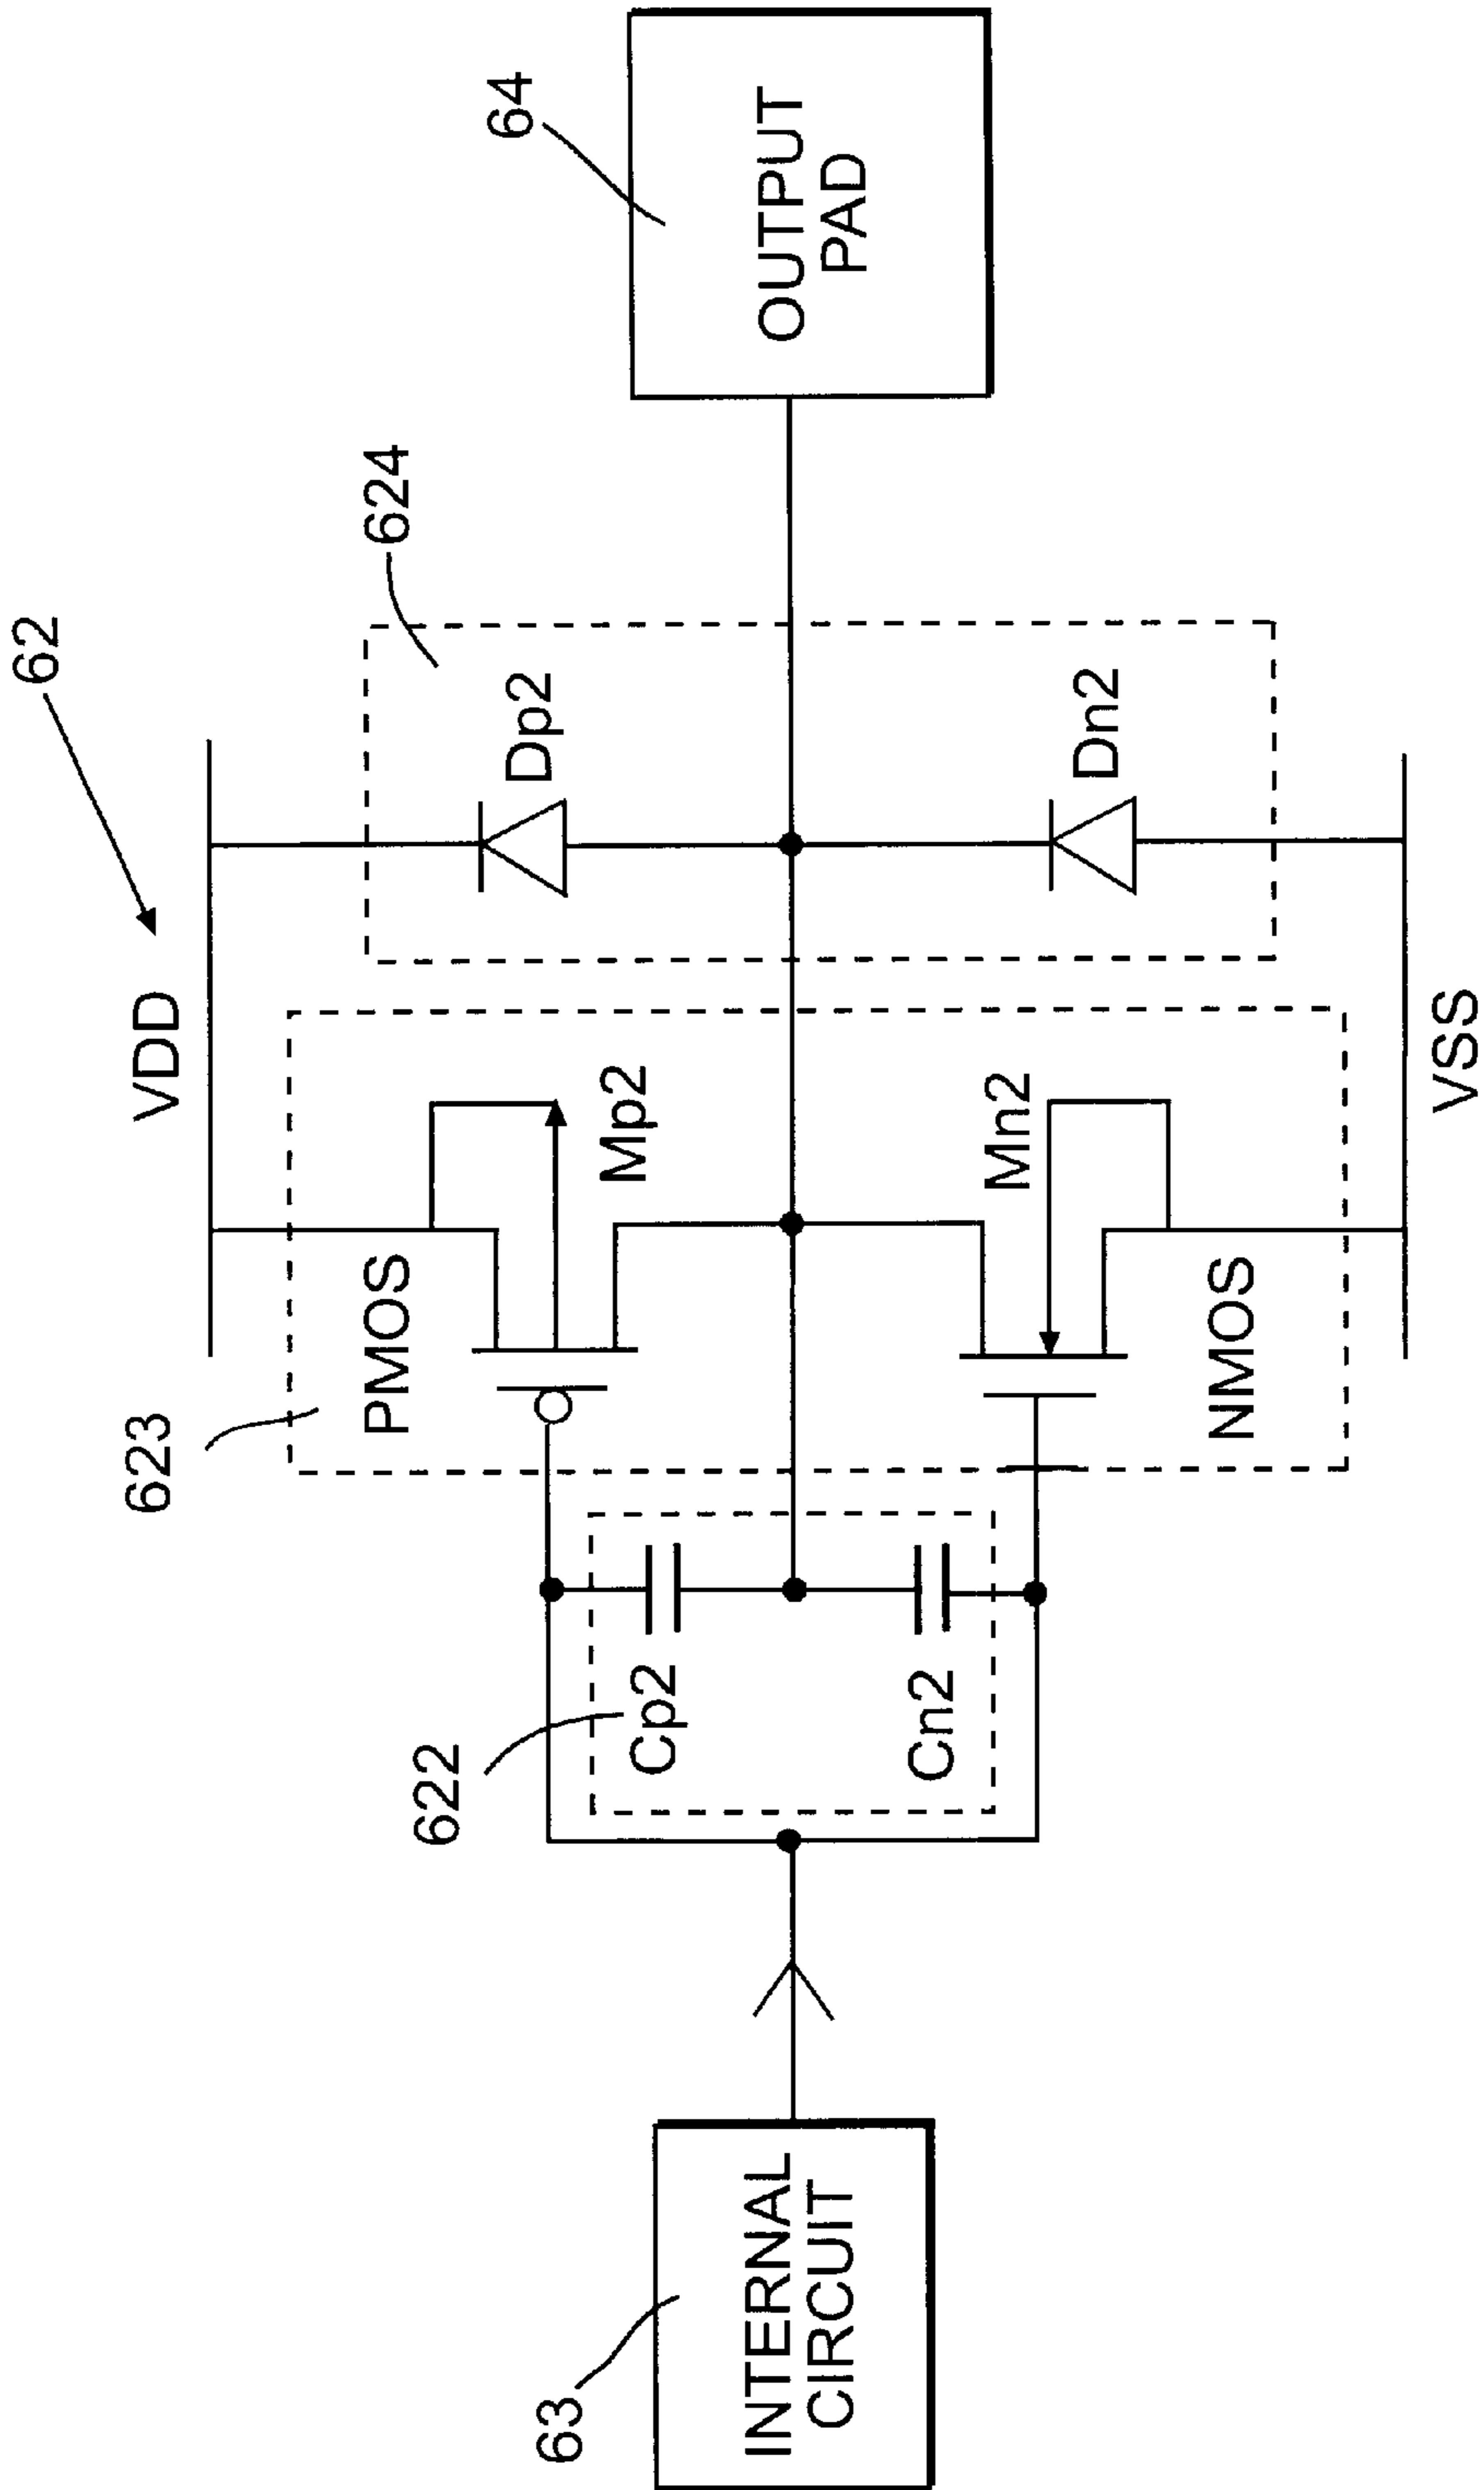 62
VDD
623
PMOS
Mp2
624
Dp2
64
OUTPUT
PAD
622
Cp2
Cn2
63
INTERNAL
CIRCUIT
Mn2
NMOS
Dn2
VSS